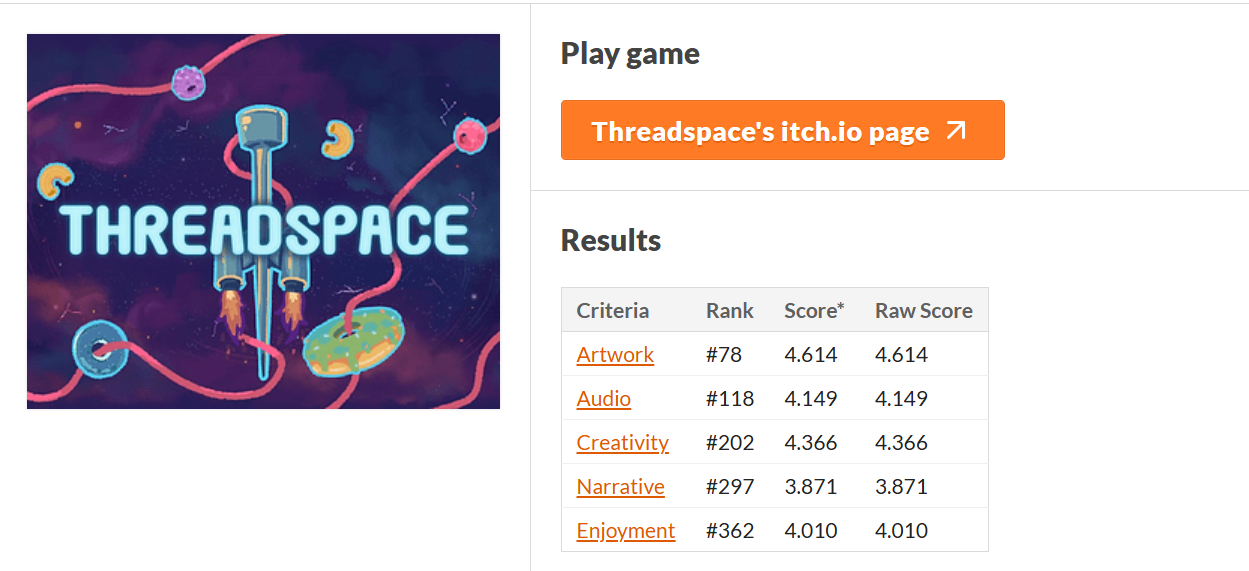 THREADSPACE
Play game
Threadspace's itch.io page
Results
Criteria Rank Score* Raw Score
Artwork #78 4.614 4.614
Audio #118 4.149 4.149
Creativity #202 4.366 4.366
Narrative #297 3.871 3.871
Enjoyment #362 4.010 4.010